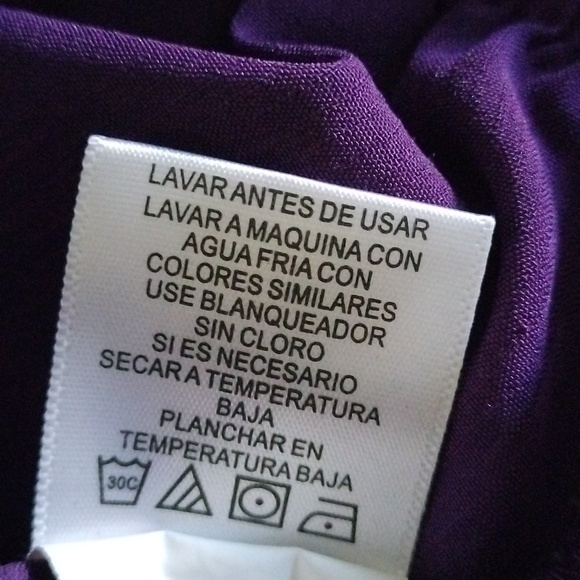 LAVAR ANTES DE USAR
LAVAR A MAQUINA CON
AGUA FRIA CON
COLORES SIMILARES
USE BLANQUEADOR
SIN CLORO
SI ES NECESARIO
SECAR A TEMPERATURA
BAJA
PLANCHAR EN
TEMPERATURA BAJA
30C